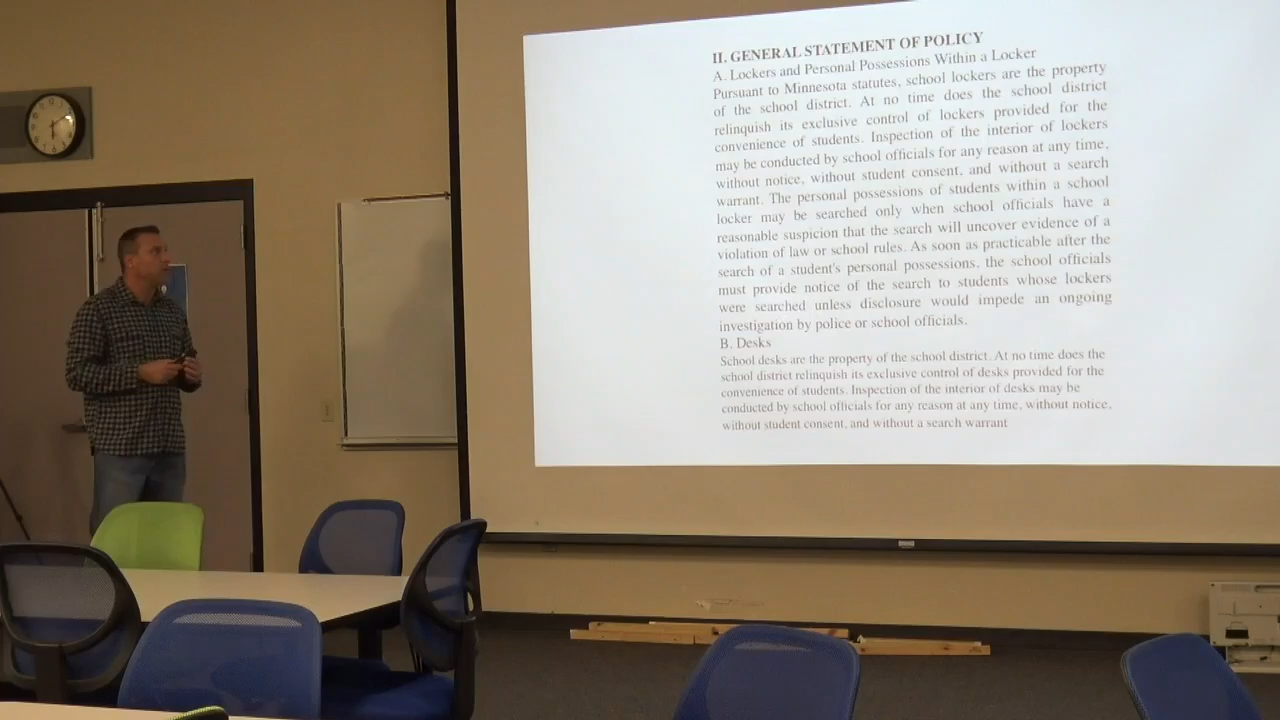 II. GENERAL STATEMENT OF POLICY
A. Lockers and Personal Possessions Within a Locker
Pursuant to Minnesota statutes, school lockers are the property
of the school district. At no time does the school district
relinquish its exclusive control of lockers provided for the
convenience of students. Inspection of the interior of lockers
may be conducted by school officials for any reason at any time,
without notice, without student consent, and without a search
warrant. The personal possessions of students within a school
locker may be searched only when school officials have a
reasonable suspicion that the search will uncover evidence of a
violation of law or school rules. As soon as practicable after the
search of a student's personal possessions, the school officials
must provide notice of the search to students whose lockers
were searched unless disclosure would impede an ongoing
investigation by police or school officials.
B. Desks
School desks are the property of the school district. At no time does the
school district relinquish its exclusive control of desks provided for the
convenience of students. Inspection of the interior of desks may be
conducted by school officials for any reason at any time, without notice,
without student consent, and without a search warrant